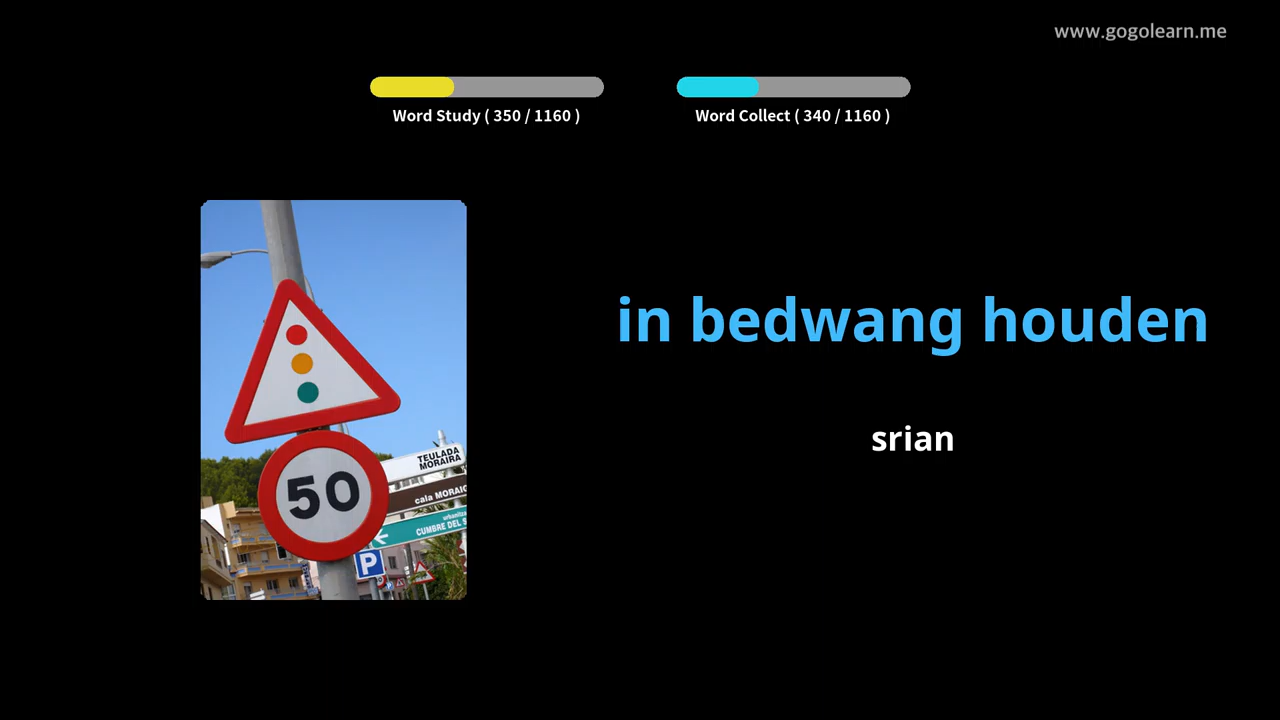 www.gogolearn.me
Word Study ( 350 / 1160 )
Word Collect ( 340 / 1160 )
in bedwang houden
srian
50
TEULADA
MORAIRA
cala MORAIG
CUMBRE DEL S
P